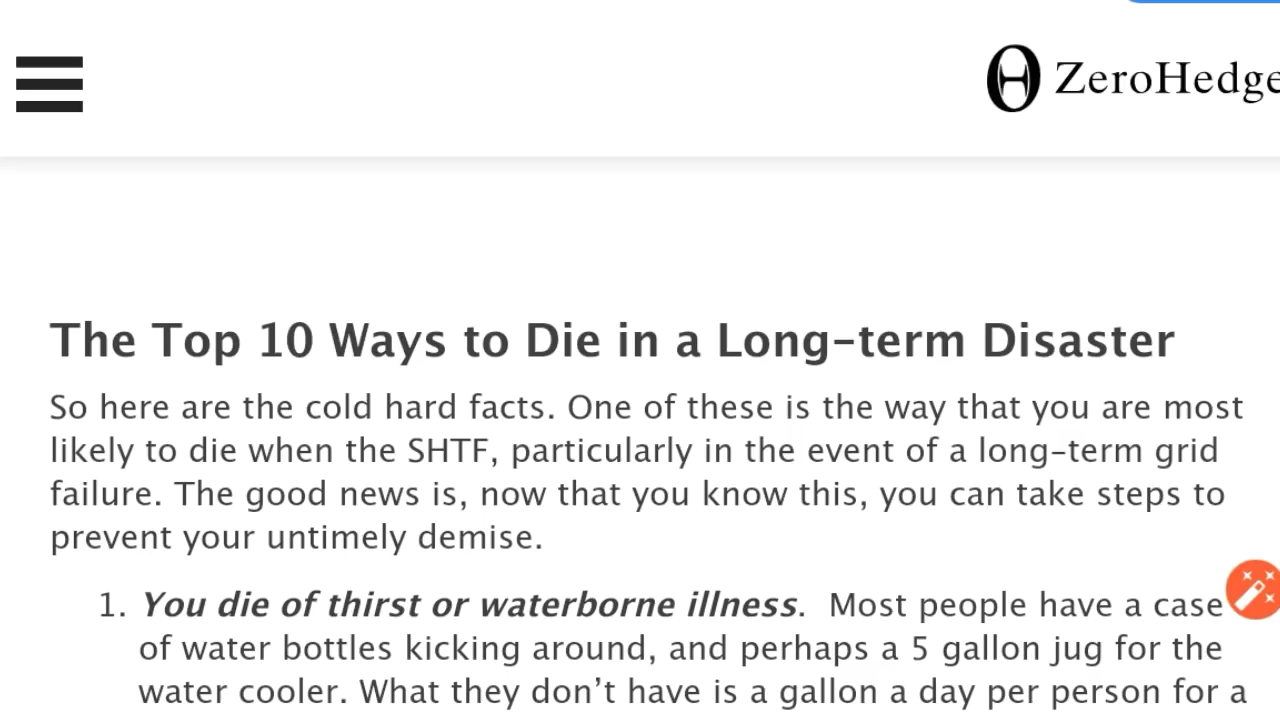 ZeroHedge
The Top 10 Ways to Die in a Long-term Disaster
So here are the cold hard facts. One of these is the way that you are most
likely to die when the SHTF, particularly in the event of a long-term grid
failure. The good news is, now that you know this, you can take steps to
prevent your untimely demise.
1. You die of thirst or waterborne illness. Most people have a case
of water bottles kicking around, and perhaps a 5 gallon jug for the
water cooler. What they don’t have is a gallon a day per person for a